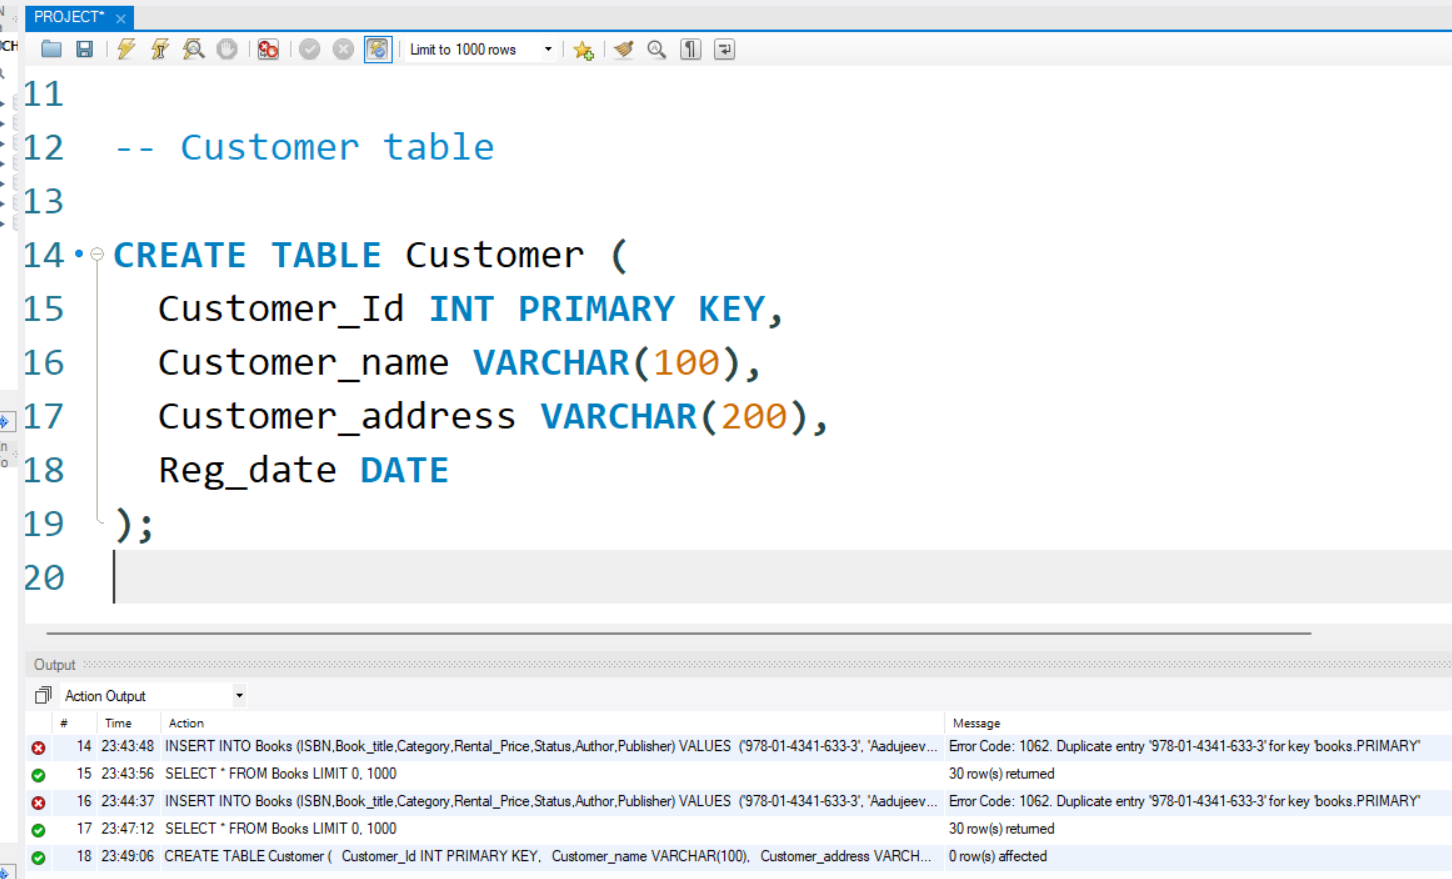 PROJECT*
Limit to 1000 rows
11
12 -- Customer table
13
14 CREATE TABLE Customer (
15 Customer_Id INT PRIMARY KEY,
16 Customer_name VARCHAR(100),
17 Customer_address VARCHAR(200),
18 Reg_date DATE
19 );
20
Output
Action Output
# Time Action Message
14 23:43:48 INSERT INTO Books (ISBN,Book_title,Category,Rental_Price,Status,Author,Publisher) VALUES ('978-01-4341-633-3', 'Aadujeev... Error Code: 1062. Duplicate entry '978-01-4341-633-3' for key 'books.PRIMARY'
15 23:43:56 SELECT * FROM Books LIMIT 0, 1000 30 row(s) returned
16 23:44:37 INSERT INTO Books (ISBN,Book_title,Category,Rental_Price,Status,Author,Publisher) VALUES ('978-01-4341-633-3', 'Aadujeev... Error Code: 1062. Duplicate entry '978-01-4341-633-3' for key 'books.PRIMARY'
17 23:47:12 SELECT * FROM Books LIMIT 0, 1000 30 row(s) returned
18 23:49:06 CREATE TABLE Customer ( Customer_Id INT PRIMARY KEY, Customer_name VARCHAR(100), Customer_address VARCH... 0 row(s) affected